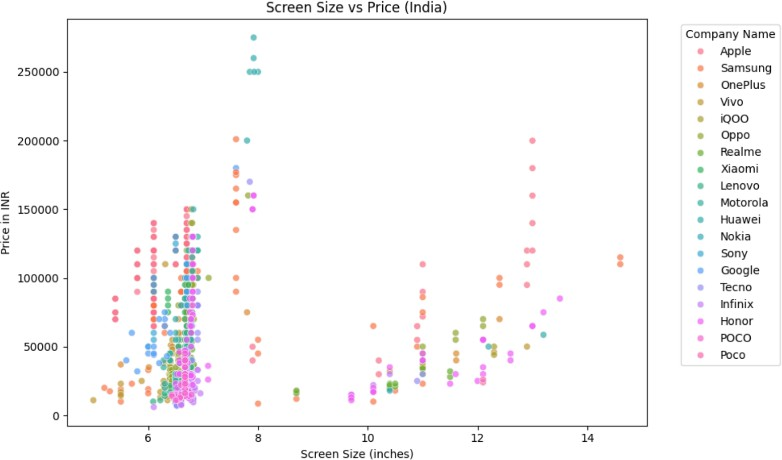 Screen Size vs Price (India)
Price in INR
250000
200000
150000
100000
50000
0
6
8
10
12
14
Screen Size (inches)
Company Name
Apple
Samsung
OnePlus
Vivo
iQOO
Oppo
Realme
Xiaomi
Lenovo
Motorola
Huawei
Nokia
Sony
Google
Tecno
Infinix
Honor
POCO
Poco